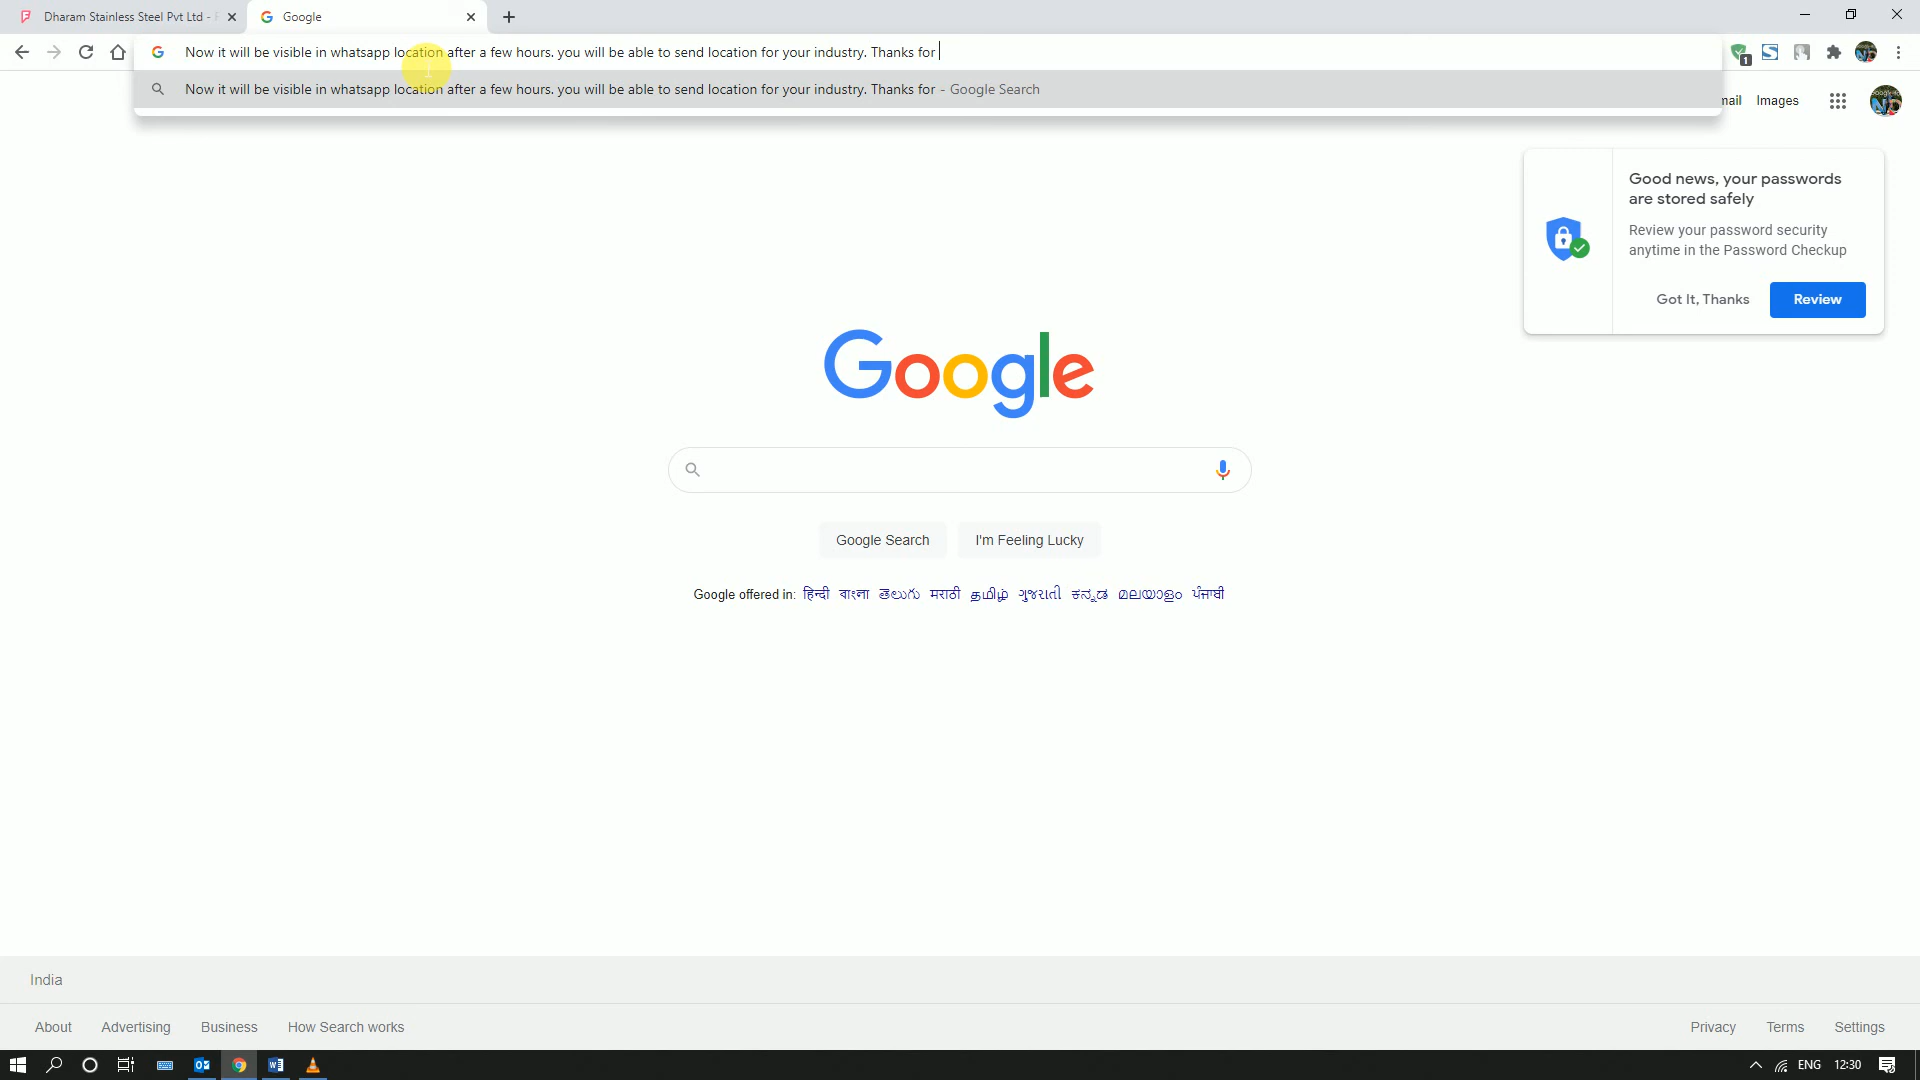 Dharam Stainless Steel Pvt Ltd -
Google
Now it will be visible in whatsapp location after a few hours. you will be able to send location for your industry. Thanks for
Now it will be visible in whatsapp location after a few hours. you will be able to send location for your industry. Thanks for - Google Search
1
Images
Good news, your passwords
are stored safely
Review your password security
anytime in the Password Checkup
Got It, Thanks
Review
Google
Google Search
I'm Feeling Lucky
Google offered in: हिन्दी বাংলা తెలుగు मराठी தமிழ் ગુજરાતી ಕನ್ನಡ മലയാളം ਪੰਜਾਬੀ
India
About Advertising Business How Search works
Privacy Terms Settings
ENG 12:30